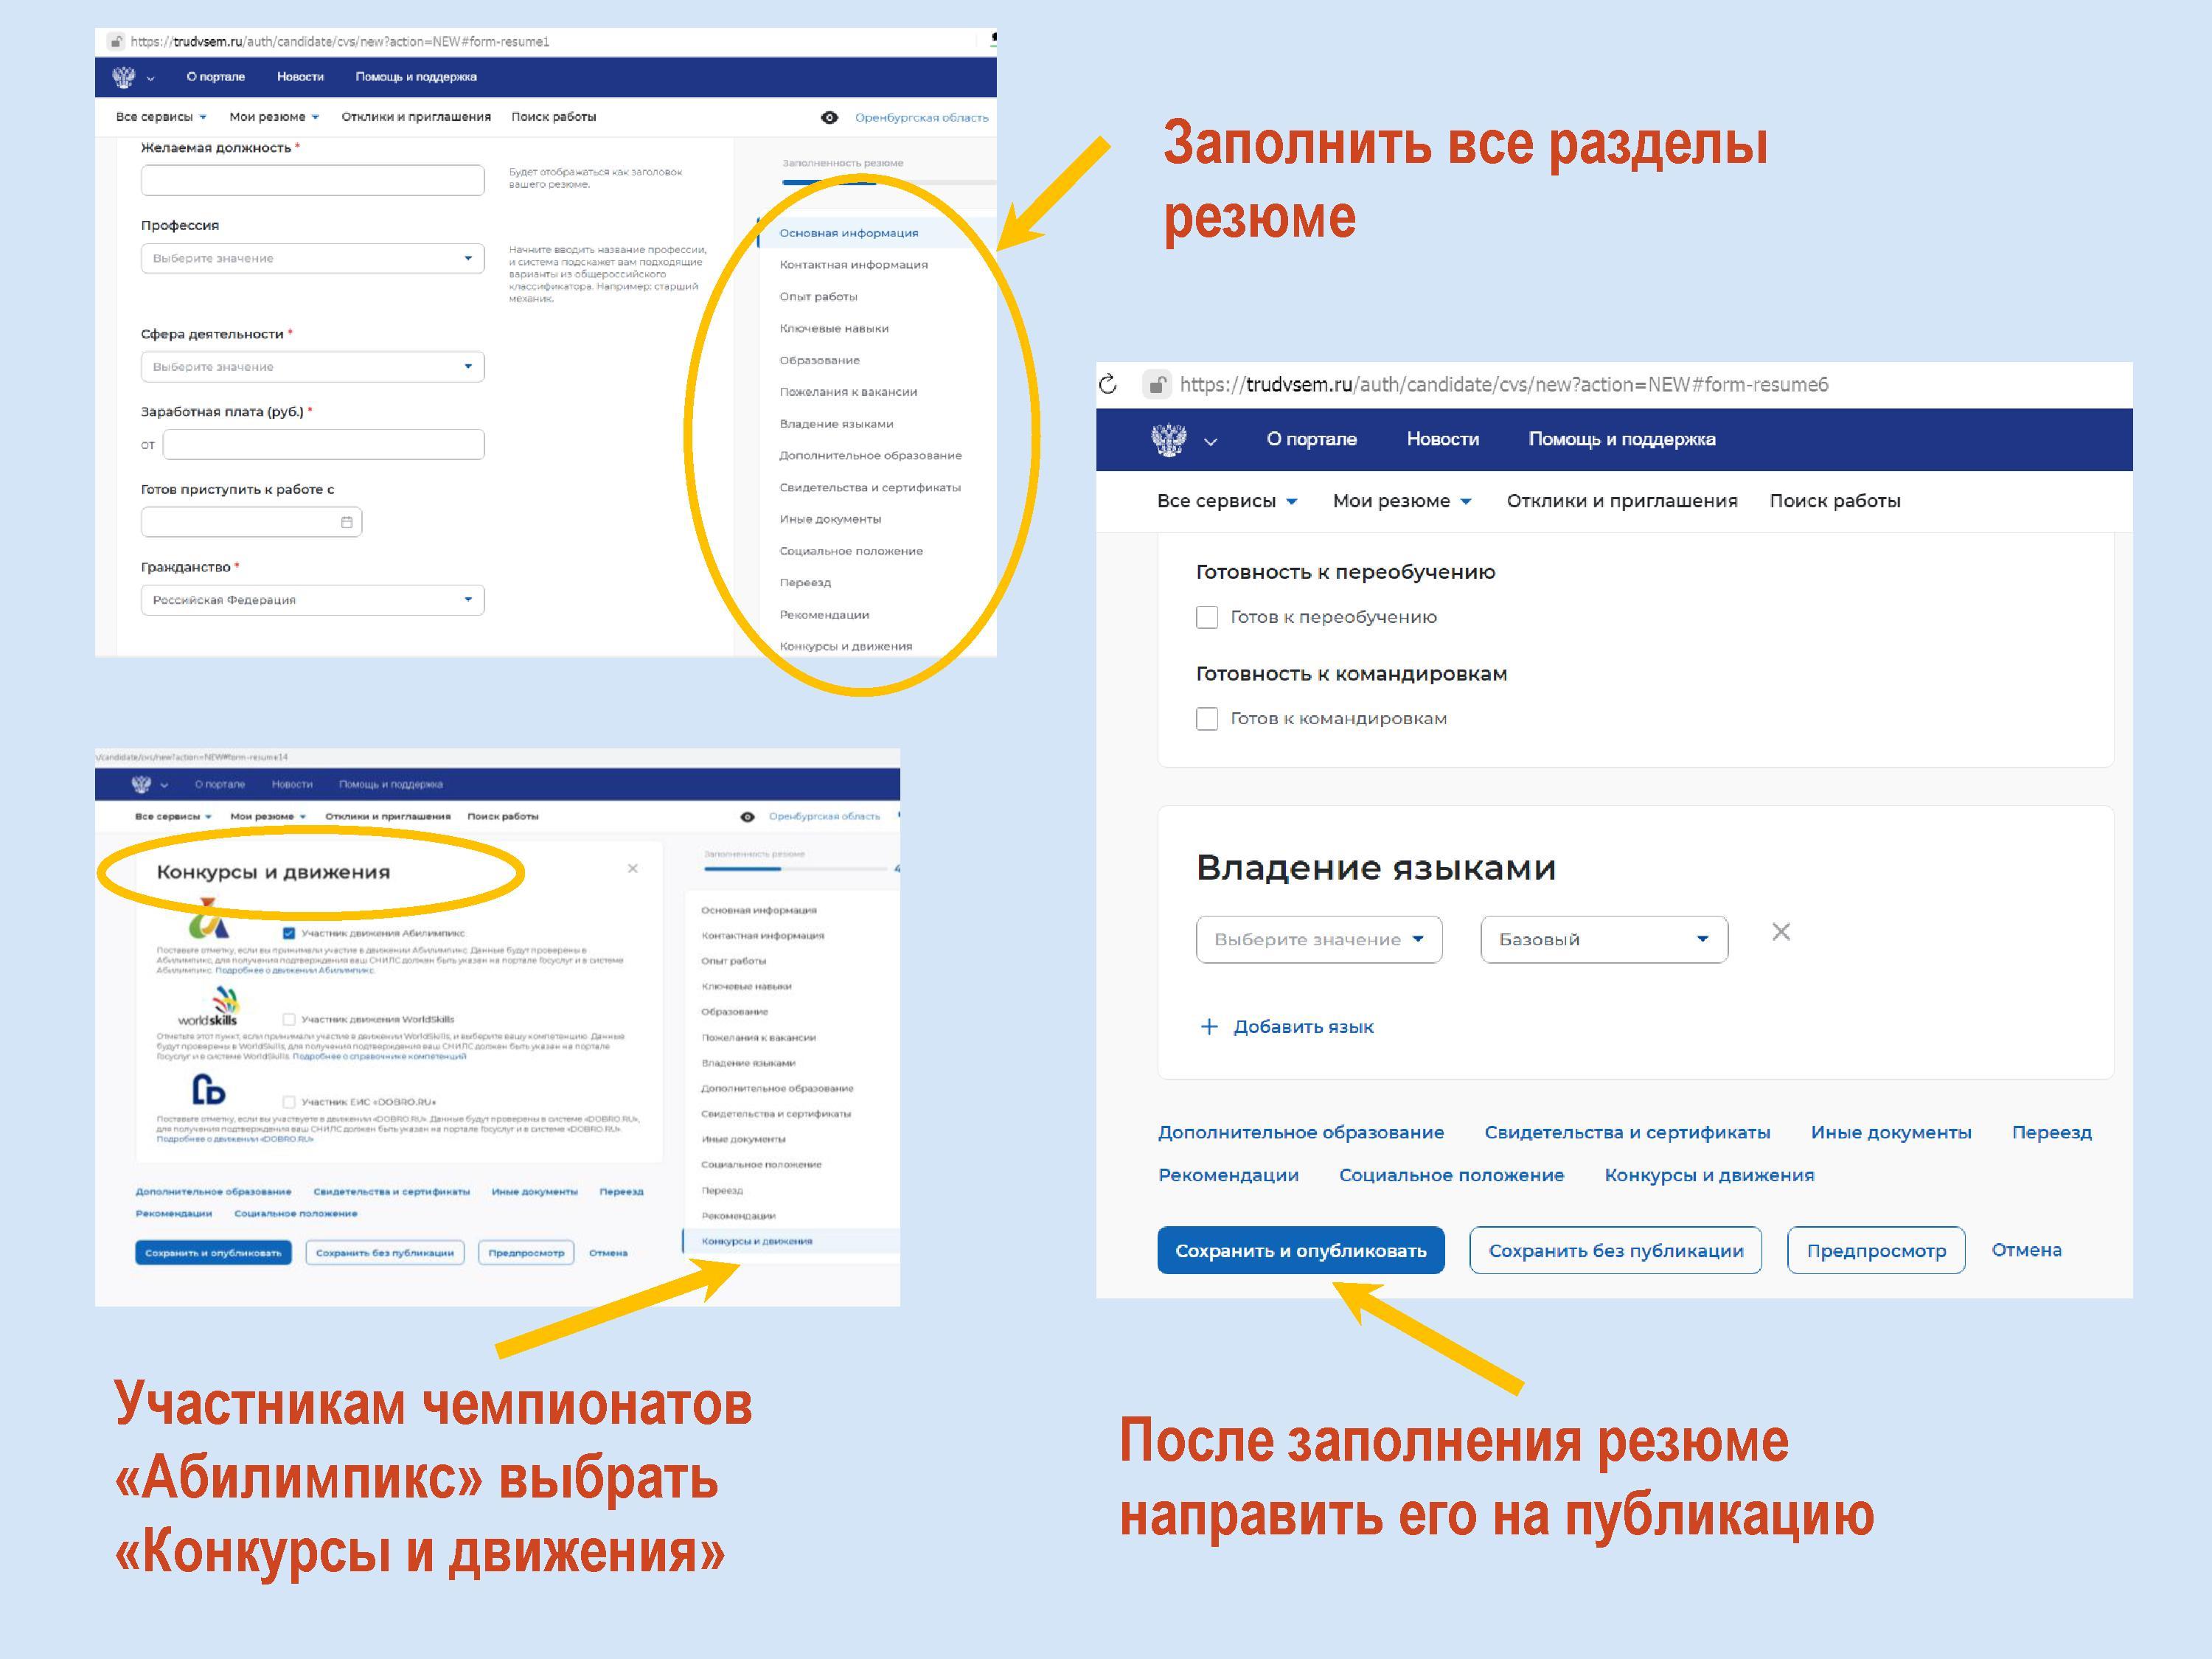 https://trudvsem.ru/auth/candidate/cvs/new?action=NEW#form-resume1
О портале Новости Помощь и поддержка
Все сервисы Мои резюме Отклики и приглашения Поиск работы Оренбургская область
Желаемая должность *
Будет отображаться как заголовок
вашего резюме.
Профессия
Выберите значение
Начните вводить название профессии,
и система подскажет вам подходящие
варианты из общероссийского
классификатора. Например: старший
механик.
Сфера деятельности *
Выберите значение
Заработная плата (руб.) *
от
Готов приступить к работе с
Гражданство *
Российская Федерация
Заполненность резюме
Основная информация
Контактная информация
Опыт работы
Ключевые навыки
Образование
Пожелания к вакансии
Владение языками
Дополнительное образование
Свидетельства и сертификаты
Иные документы
Социальное положение
Переезд
Рекомендации
Конкурсы и движения
Заполнить все разделы
резюме
https://trudvsem.ru/auth/candidate/cvs/new?action=NEW#form-resume6
О портале Новости Помощь и поддержка
Все сервисы Мои резюме Отклики и приглашения Поиск работы
Готовность к переобучению
Готов к переобучению
Готовность к командировкам
Готов к командировкам
Владение языками
Выберите значение Базовый
+ Добавить язык
Дополнительное образование Свидетельства и сертификаты Иные документы Переезд
Рекомендации Социальное положение Конкурсы и движения
Сохранить и опубликовать Сохранить без публикации Предпросмотр Отмена
После заполнения резюме
направить его на публикацию
/candidate/cvs/new?action=NEW#form-resume14
О портале Новости Помощь и поддержка
Все сервисы Мои резюме Отклики и приглашения Поиск работы Оренбургская область
Конкурсы и движения
Участник движения Абилимпикс
Поставьте отметку, если вы принимали участие в движении Абилимпикс. Данные будут проверены в
Абилимпикс, для получения подтверждения ваш СНИЛС должен быть указан на портале Госуслуг и в системе
Абилимпикс. Подробнее о движении Абилимпикс.
worldskills
Участник движения WorldSkills
Отметьте этот пункт, если принимали участие в движении WorldSkills, и выберите вашу компетенцию. Данные
будут проверены в WorldSkills, для получения подтверждения ваш СНИЛС должен быть указан на портале
Госуслуг и в системе WorldSkills. Подробнее о справочнике компетенций
Участник ЕИС «DOBRO.RU»
Поставьте отметку, если вы участвуете в движении «DOBRO.RU». Данные будут проверены в системе «DOBRO.RU»,
для получения подтверждения ваш СНИЛС должен быть указан на портале Госуслуг и в системе «DOBRO.RU».
Подробнее о движении «DOBRO.RU»
Дополнительное образование Свидетельства и сертификаты Иные документы Переезд
Рекомендации Социальное положение
Сохранить и опубликовать Сохранить без публикации Предпросмотр Отмена
Заполненность резюме
Основная информация
Контактная информация
Опыт работы
Ключевые навыки
Образование
Пожелания к вакансии
Владение языками
Дополнительное образование
Свидетельства и сертификаты
Иные документы
Социальное положение
Переезд
Рекомендации
Конкурсы и движения
Участникам чемпионатов
«Абилимпикс» выбрать
«Конкурсы и движения»